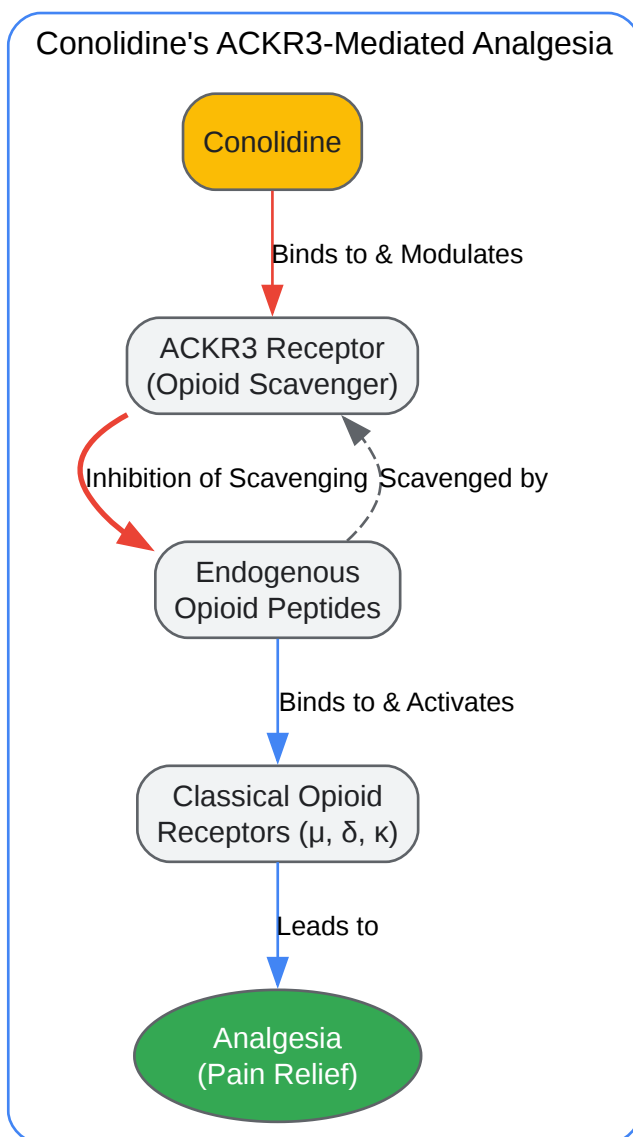 Conolidine's ACKR3-Mediated Analgesia
Conolidine
Binds to & Modulates
ACKR3 Receptor
(Opioid Scavenger)
Inhibition of Scavenging
Scavenged by
Endogenous
Opioid Peptides
Binds to & Activates
Classical Opioid
Receptors (μ, δ, κ)
Leads to
Analgesia
(Pain Relief)